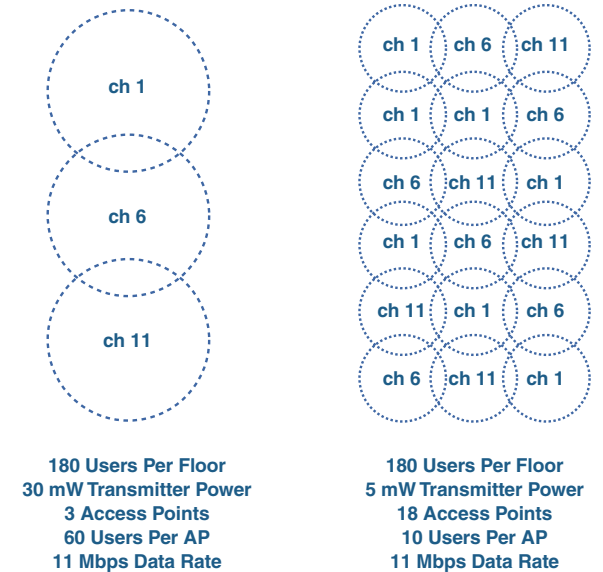 ch 1
ch 6
ch 11
180 Users Per Floor
30 mW Transmitter Power
3 Access Points
60 Users Per AP
11 Mbps Data Rate
ch 1 ch 6 ch 11
ch 1 ch 1 ch 6
ch 6 ch 11 ch 1
ch 1 ch 6 ch 11
ch 11 ch 1 ch 6
ch 6 ch 11 ch 1
180 Users Per Floor
5 mW Transmitter Power
18 Access Points
10 Users Per AP
11 Mbps Data Rate